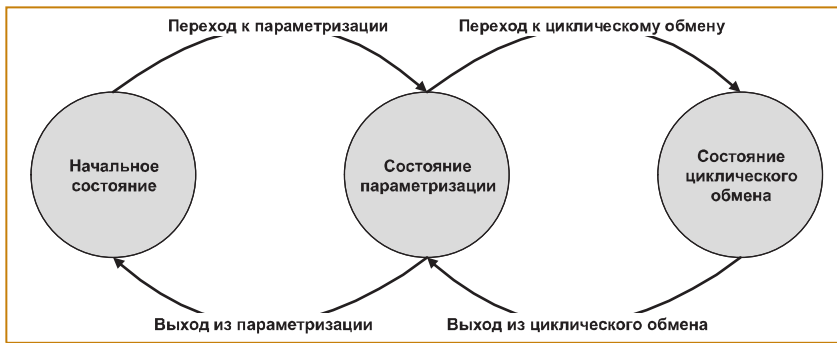 Переход к параметризации
Переход к циклическому обмену
Начальное
состояние
Состояние
параметризации
Состояние
циклического
обмена
Выход из параметризации
Выход из циклического обмена